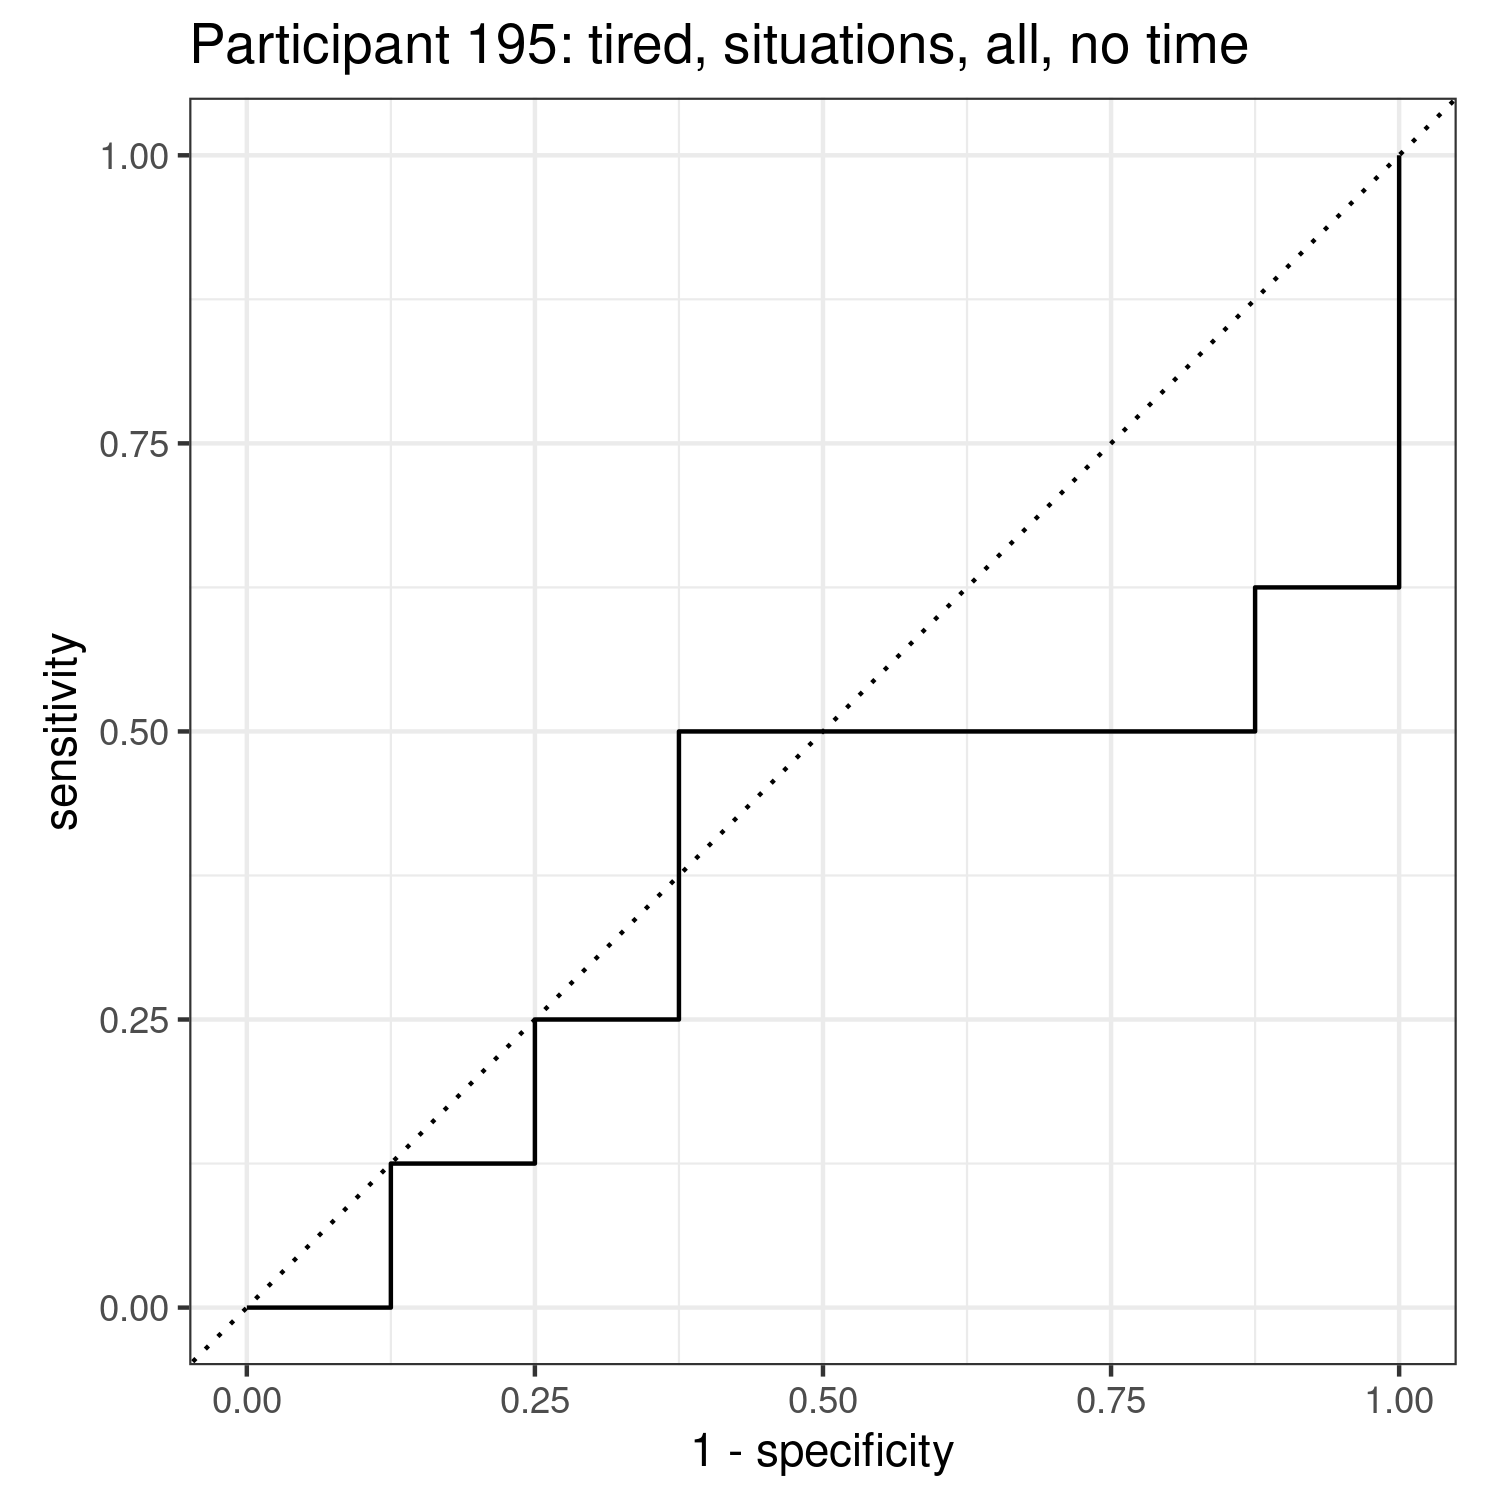 Participant 195: tired, situations, all, no time
1.00
0.75
0.50
0.25
0.00
sensitivity
0.00 0.25 0.50 0.75 1.00
1 - specificity